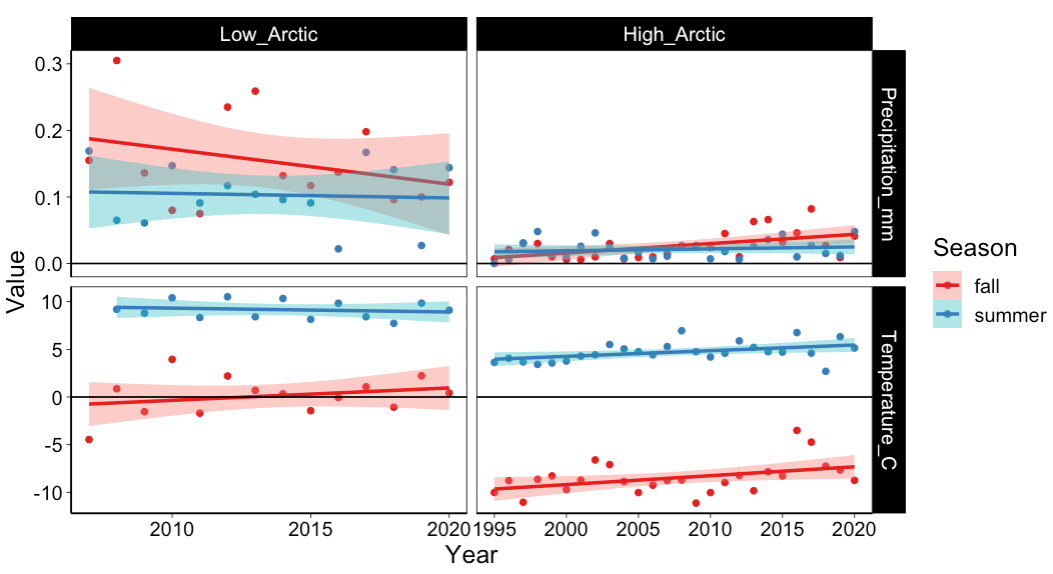 Low_Arctic High_Arctic
0.3
0.2
0.1
0.0
Precipitation_mm
10
5
0
-5
-10
Temperature_C
Value
2010 2015 2020 1995 2000 2005 2010 2015 2020
Year
Season
fall
summer